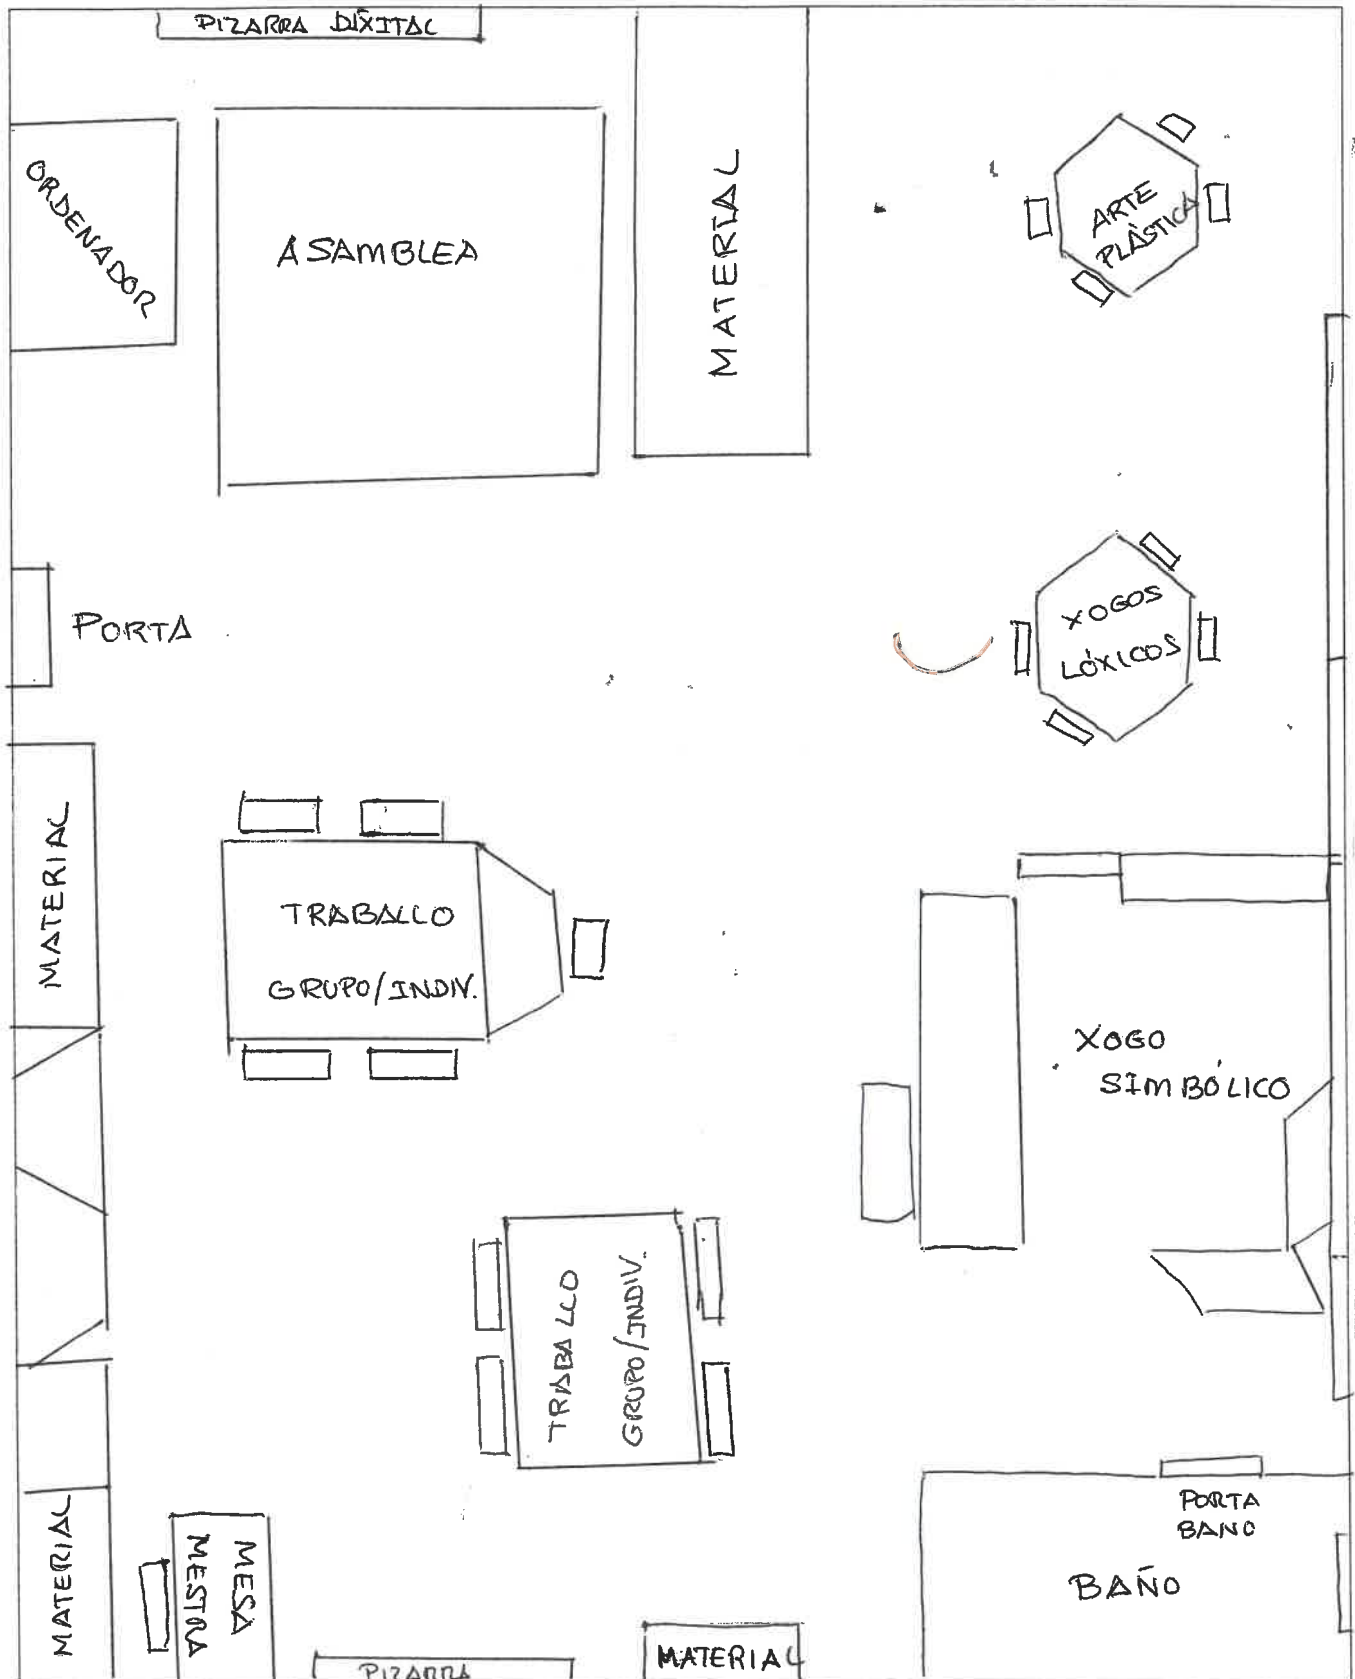 PIZARRA DIXITAL
ORDENADOR
ASAMBLEA
MATERIAL
ARTE
PLÁSTICA
PORTA
XOGOS
LÓXICOS
MATERIAL
TRABALLO
GRUPO/INDIV.
XOGO
SIMBÓLICO
TRABALLO
GRUPO/INDIV.
MATERIAL
MESA
MESTRA
PIZARRA
MATERIAL
PORTA
BANO
BAÑO